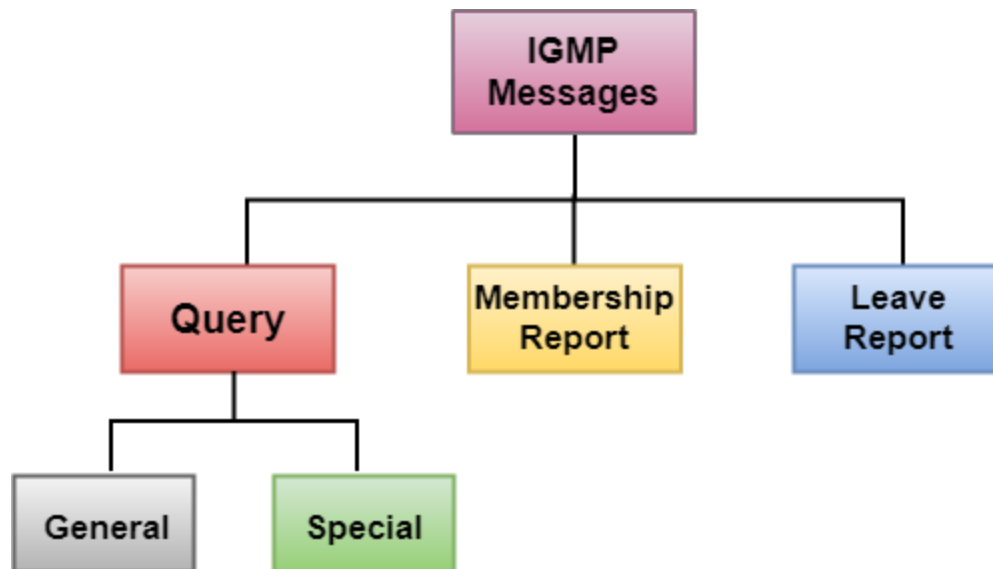 IGMP
Messages
Query
Membership
Report
Leave
Report
General
Special